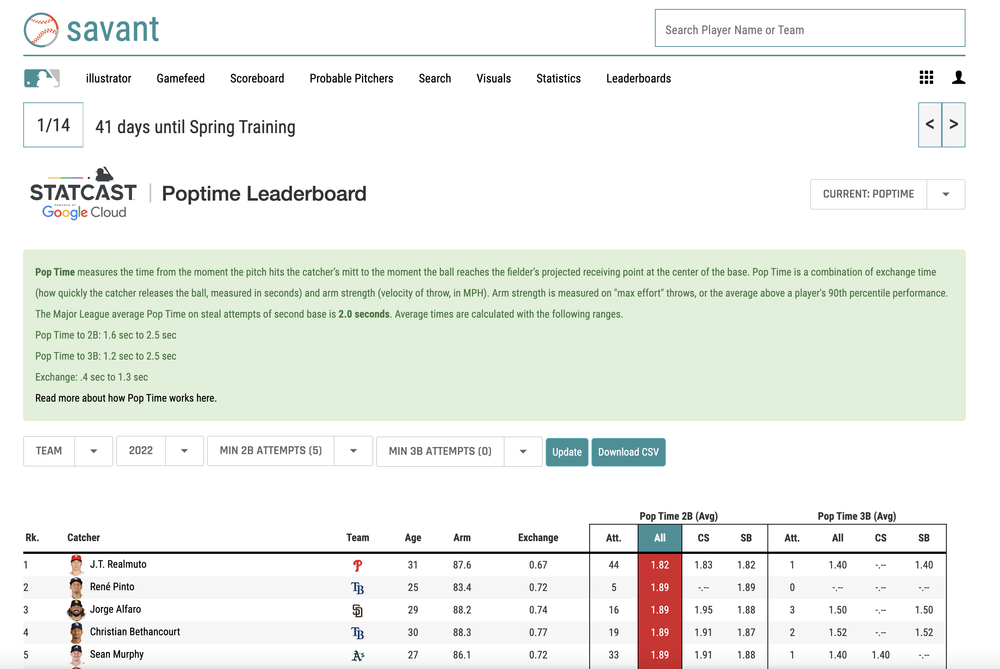 savant
Search Player Name or Team
illustrator Gamefeed Scoreboard Probable Pitchers Search Visuals Statistics Leaderboards
1/14 41 days until Spring Training < >
STATCAST
POWERED BY
Google Cloud
Poptime Leaderboard
CURRENT: POPTIME
Pop Time measures the time from the moment the pitch hits the catcher’s mitt to the moment the ball reaches the fielder’s projected receiving point at the center of the base. Pop Time is a combination of exchange time
(how quickly the catcher releases the ball, measured in seconds) and arm strength (velocity of throw, in MPH). Arm strength is measured on "max effort" throws, or the average above a player's 90th percentile performance.
The Major League average Pop Time on steal attempts of second base is 2.0 seconds. Average times are calculated with the following ranges.
Pop Time to 2B: 1.6 sec to 2.5 sec
Pop Time to 3B: 1.2 sec to 2.5 sec
Exchange: .4 sec to 1.3 sec
Read more about how Pop Time works here.
TEAM 2022 MIN 2B ATTEMPTS (5) MIN 3B ATTEMPTS (0) Update Download CSV
Pop Time 2B (Avg) Pop Time 3B (Avg)
Rk. Catcher Team Age Arm Exchange Att. All CS SB Att. All CS SB
1 J.T. Realmuto P 31 87.6 0.67 44 1.82 1.83 1.82 1 1.40 -.-- 1.40
2 René Pinto TB 25 83.4 0.72 5 1.89 -.-- 1.89 0 -.-- -.-- -.--
3 Jorge Alfaro SD 29 88.2 0.74 16 1.89 1.95 1.88 3 1.50 -.-- 1.50
4 Christian Bethancourt TB 30 88.3 0.77 19 1.89 1.91 1.87 2 1.52 -.-- 1.52
5 Sean Murphy A's 27 86.1 0.72 33 1.89 1.91 1.88 1 1.40 1.40 -.--